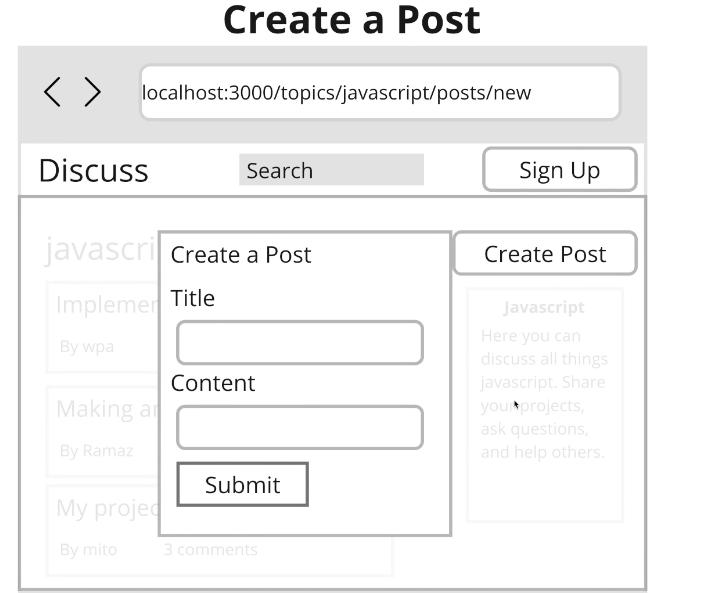 Create a Post
localhost:3000/topics/javascript/posts/new
Discuss
Search
Sign Up
javascri
Create a Post
Create Post
Title
Implemen
By wpa
Content
Making an
By Ramaz
Submit
My projec
By mito 3 comments
Javascript
Here you can
discuss all things
javascript. Share
your projects,
ask questions,
and help others.